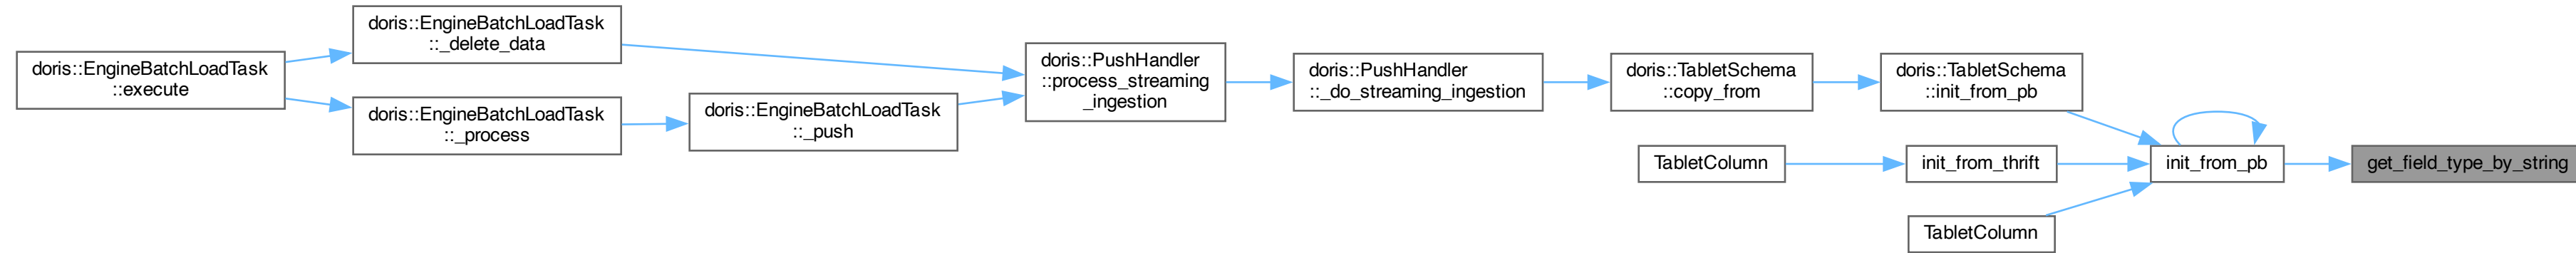 doris::EngineBatchLoadTask
::execute
doris::EngineBatchLoadTask
::_delete_data
doris::EngineBatchLoadTask
::_process
doris::EngineBatchLoadTask
::_push
doris::PushHandler
::process_streaming
_ingestion
doris::PushHandler
::_do_streaming_ingestion
doris::TabletSchema
::copy_from
doris::TabletSchema
::init_from_pb
TabletColumn
init_from_thrift
TabletColumn
init_from_pb
get_field_type_by_string